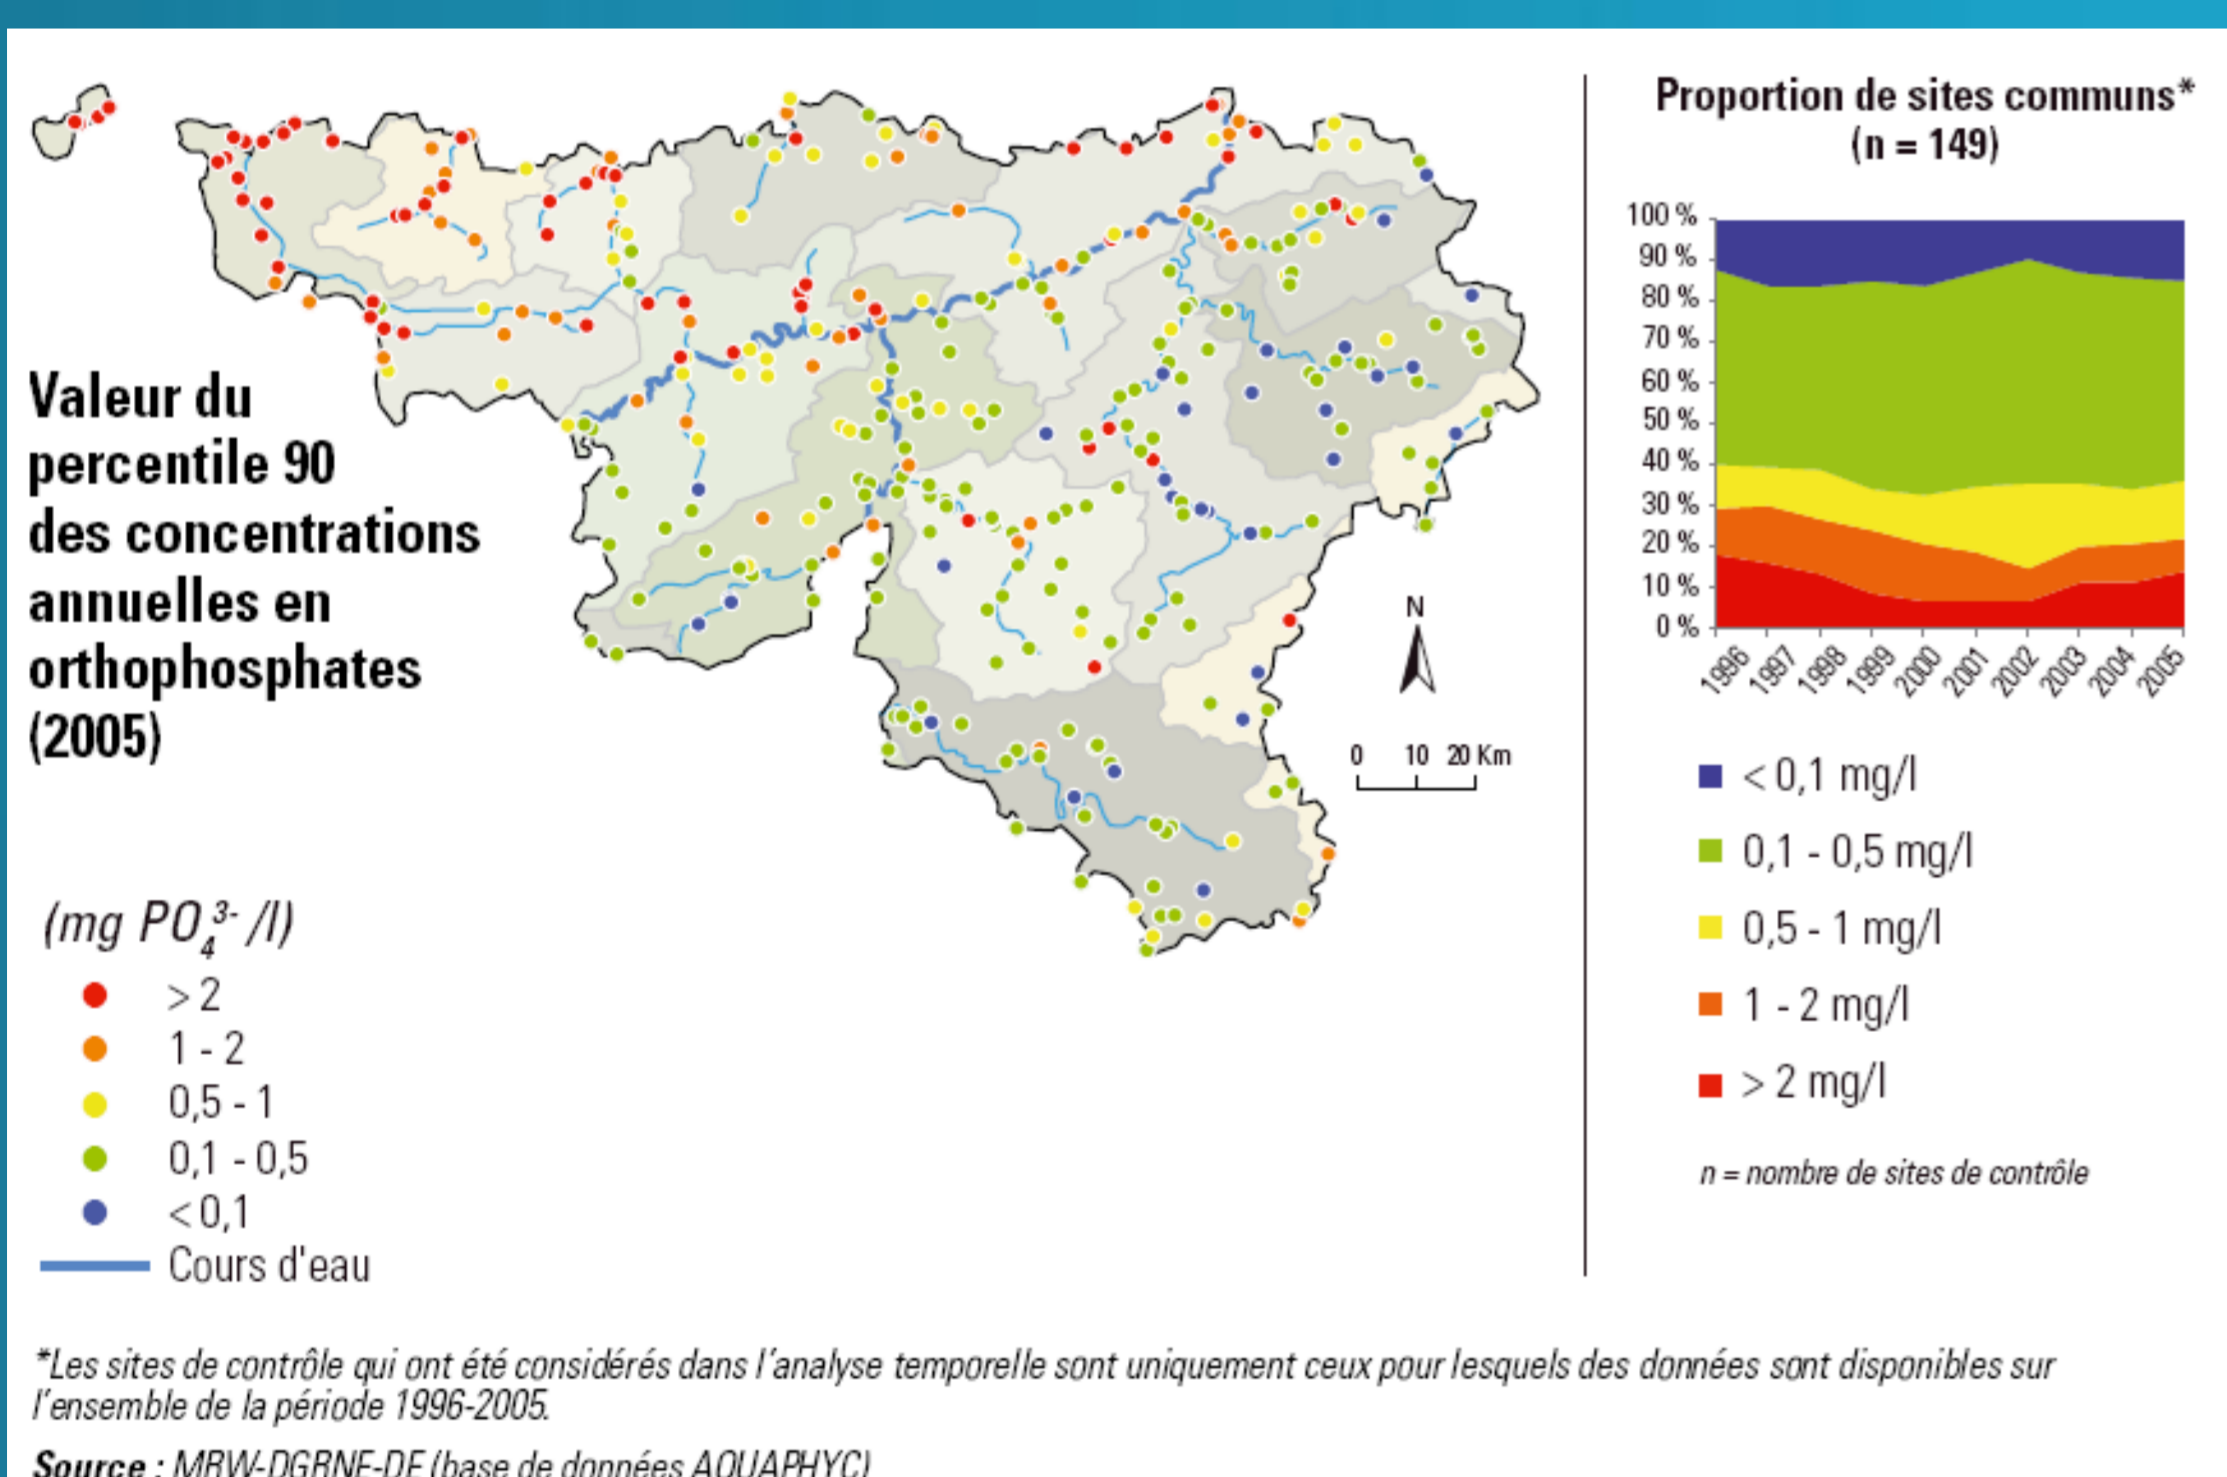 Valeur du
percentile 90
des concentrations
annuelles en
orthophosphates
(2005)
(mg PO₄³⁻ /l)
> 2
1 - 2
0,5 - 1
0,1 - 0,5
< 0,1
Cours d'eau
N
0 10 20 Km
Proportion de sites communs*
(n = 149)
100 %
90 %
80 %
70 %
60 %
50 %
40 %
30 %
20 %
10 %
0 %
1996 1997 1998 1999 2000 2001 2002 2003 2004 2005
< 0,1 mg/l
0,1 - 0,5 mg/l
0,5 - 1 mg/l
1 - 2 mg/l
> 2 mg/l
n = nombre de sites de contrôle
*Les sites de contrôle qui ont été considérés dans l'analyse temporelle sont uniquement ceux pour lesquels des données sont disponibles sur
l'ensemble de la période 1996-2005.
Source : MRW-DGRNE-DE (base de données AQUAPHYC)